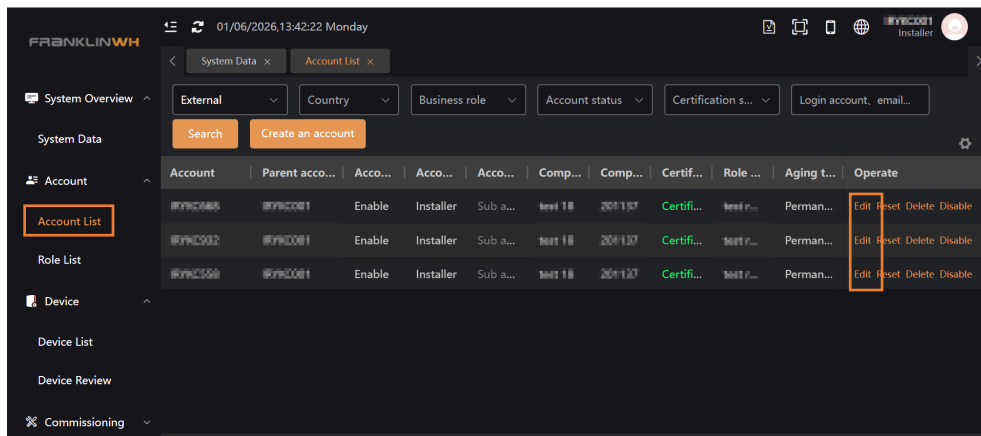 FRANKLINWH
01/06/2026,13:42:22 Monday
Installer
System Data ×
Account List ×
System Overview
External
Country
Business role
Account status
Certification s...
Login account、email...
System Data
Search
Create an account
Account
Account
Parent acco...
Acco...
Acco...
Acco...
Comp...
Comp...
Certif...
Role ...
Aging t...
Operate
Account List
Enable
Installer
Sub a...
Certifi...
Perman...
Edit Reset Delete Disable
Role List
Enable
Installer
Sub a...
Certifi...
Perman...
Edit Reset Delete Disable
Enable
Installer
Sub a...
Certifi...
Perman...
Edit Reset Delete Disable
Device
Device List
Device Review
Commissioning